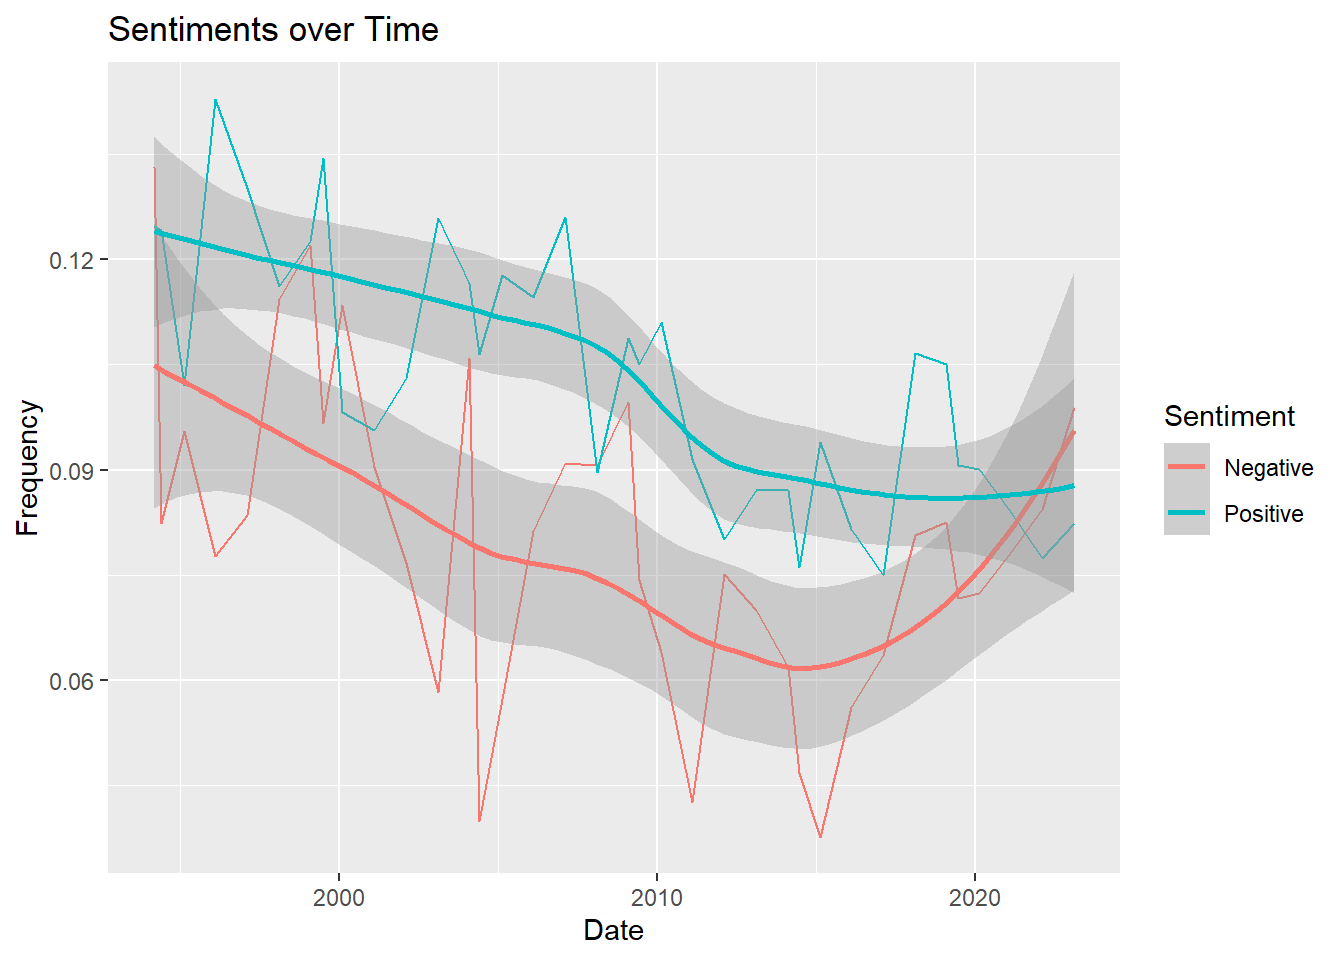 Sentiments over Time
Frequency
0.12
0.09
0.06
2000 2010 2020
Date
Sentiment
Negative
Positive